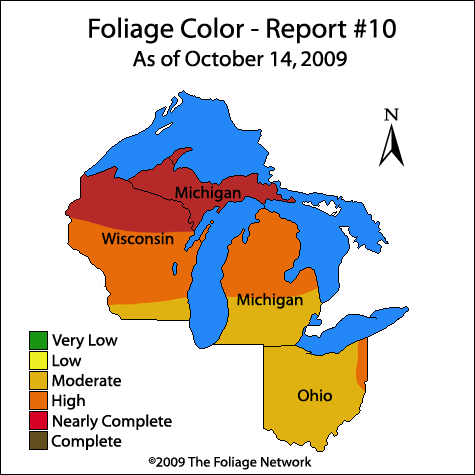 Foliage Color - Report #10
As of October 14, 2009
N
Michigan
Wisconsin
Michigan
Ohio
Very Low
Low
Moderate
High
Nearly Complete
Complete
©2009 The Foliage Network